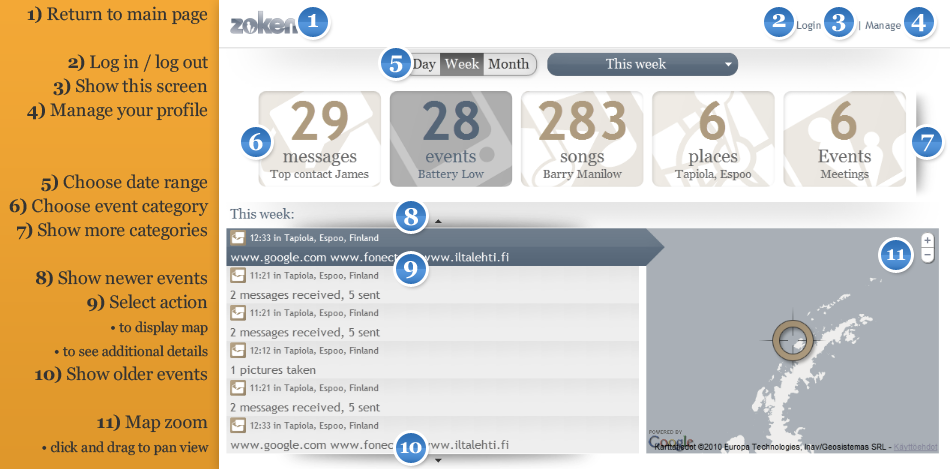 1) Return to main page
2) Log in / log out
3) Show this screen
4) Manage your profile
5) Choose date range
6) Choose event category
7) Show more categories
8) Show newer events
9) Select action
• to display map
• to see additional details
10) Show older events
11) Map zoom
• click and drag to pan view
zoken 1
2 Login 3 | Manage 4
5 Day Week Month This week
6
29
messages
Top contact James
28
events
Battery Low
283
songs
Barry Manilow
6
places
Tapiola, Espoo
6
Events
Meetings
7
This week:
8
12:33 in Tapiola, Espoo, Finland
www.google.com www.fonec www.iltalehti.fi
9
11:21 in Tapiola, Espoo, Finland
2 messages received, 5 sent
11:21 in Tapiola, Espoo, Finland
2 messages received, 5 sent
12:12 in Tapiola, Espoo, Finland
1 pictures taken
11:21 in Tapiola, Espoo, Finland
2 messages received, 5 sent
12:33 in Tapiola, Espoo, Finland
www.google.com www.fonec www.iltalehti.fi
10
11
+
-
POWERED BY
Google
Karttatiedot ©2010 Europa Technologies, Inav/Geosistemas SRL - Käyttöehdot